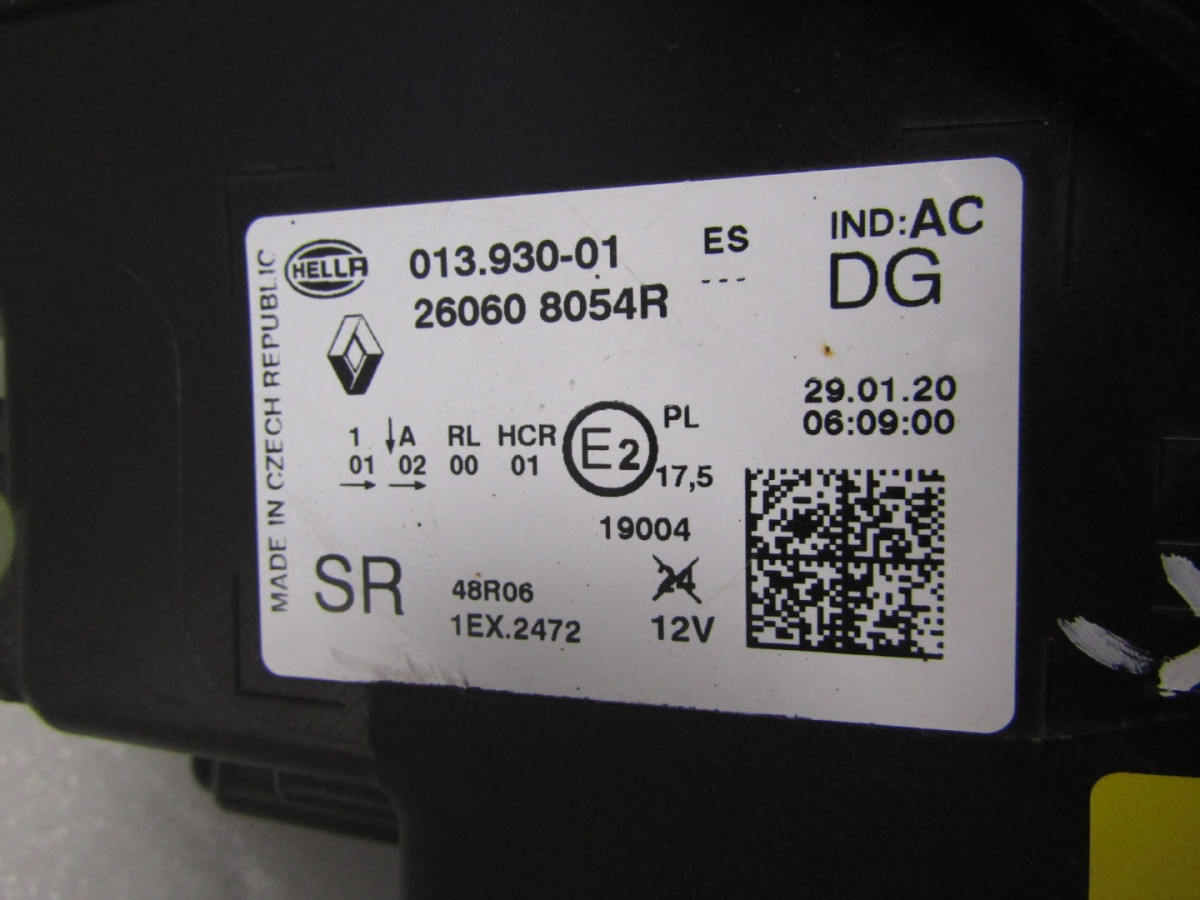 MADE IN CZECH REPUBLIC
HELLA
013.930-01
26060 8054R
ES
---
IND:AC
DG
29.01.20
06:09:00
1 ↓A RL HCR E2 PL
01 02 00 01 17,5
→ →
19004
SR
48R06
1EX.2472
24
12V